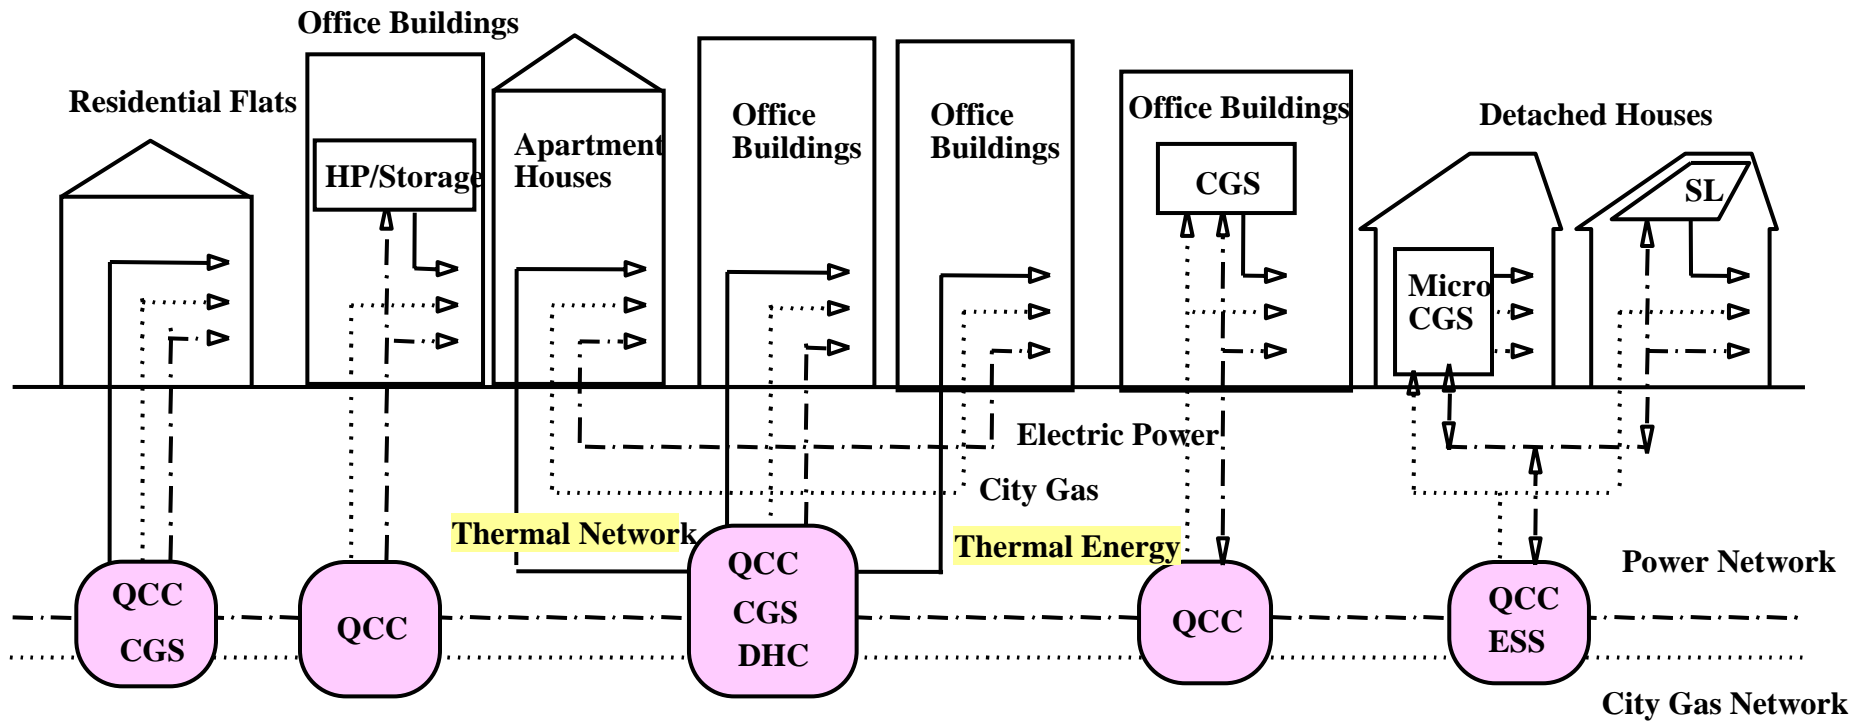 Office Buildings
Residential Flats
HP/Storage
Apartment
Houses
Office
Buildings
Office
Buildings
Office Buildings
CGS
Detached Houses
SL
Micro
CGS
Electric Power
City Gas
Thermal Network
Thermal Energy
Power Network
QCC
CGS
QCC
QCC
CGS
DHC
QCC
QCC
ESS
City Gas Network